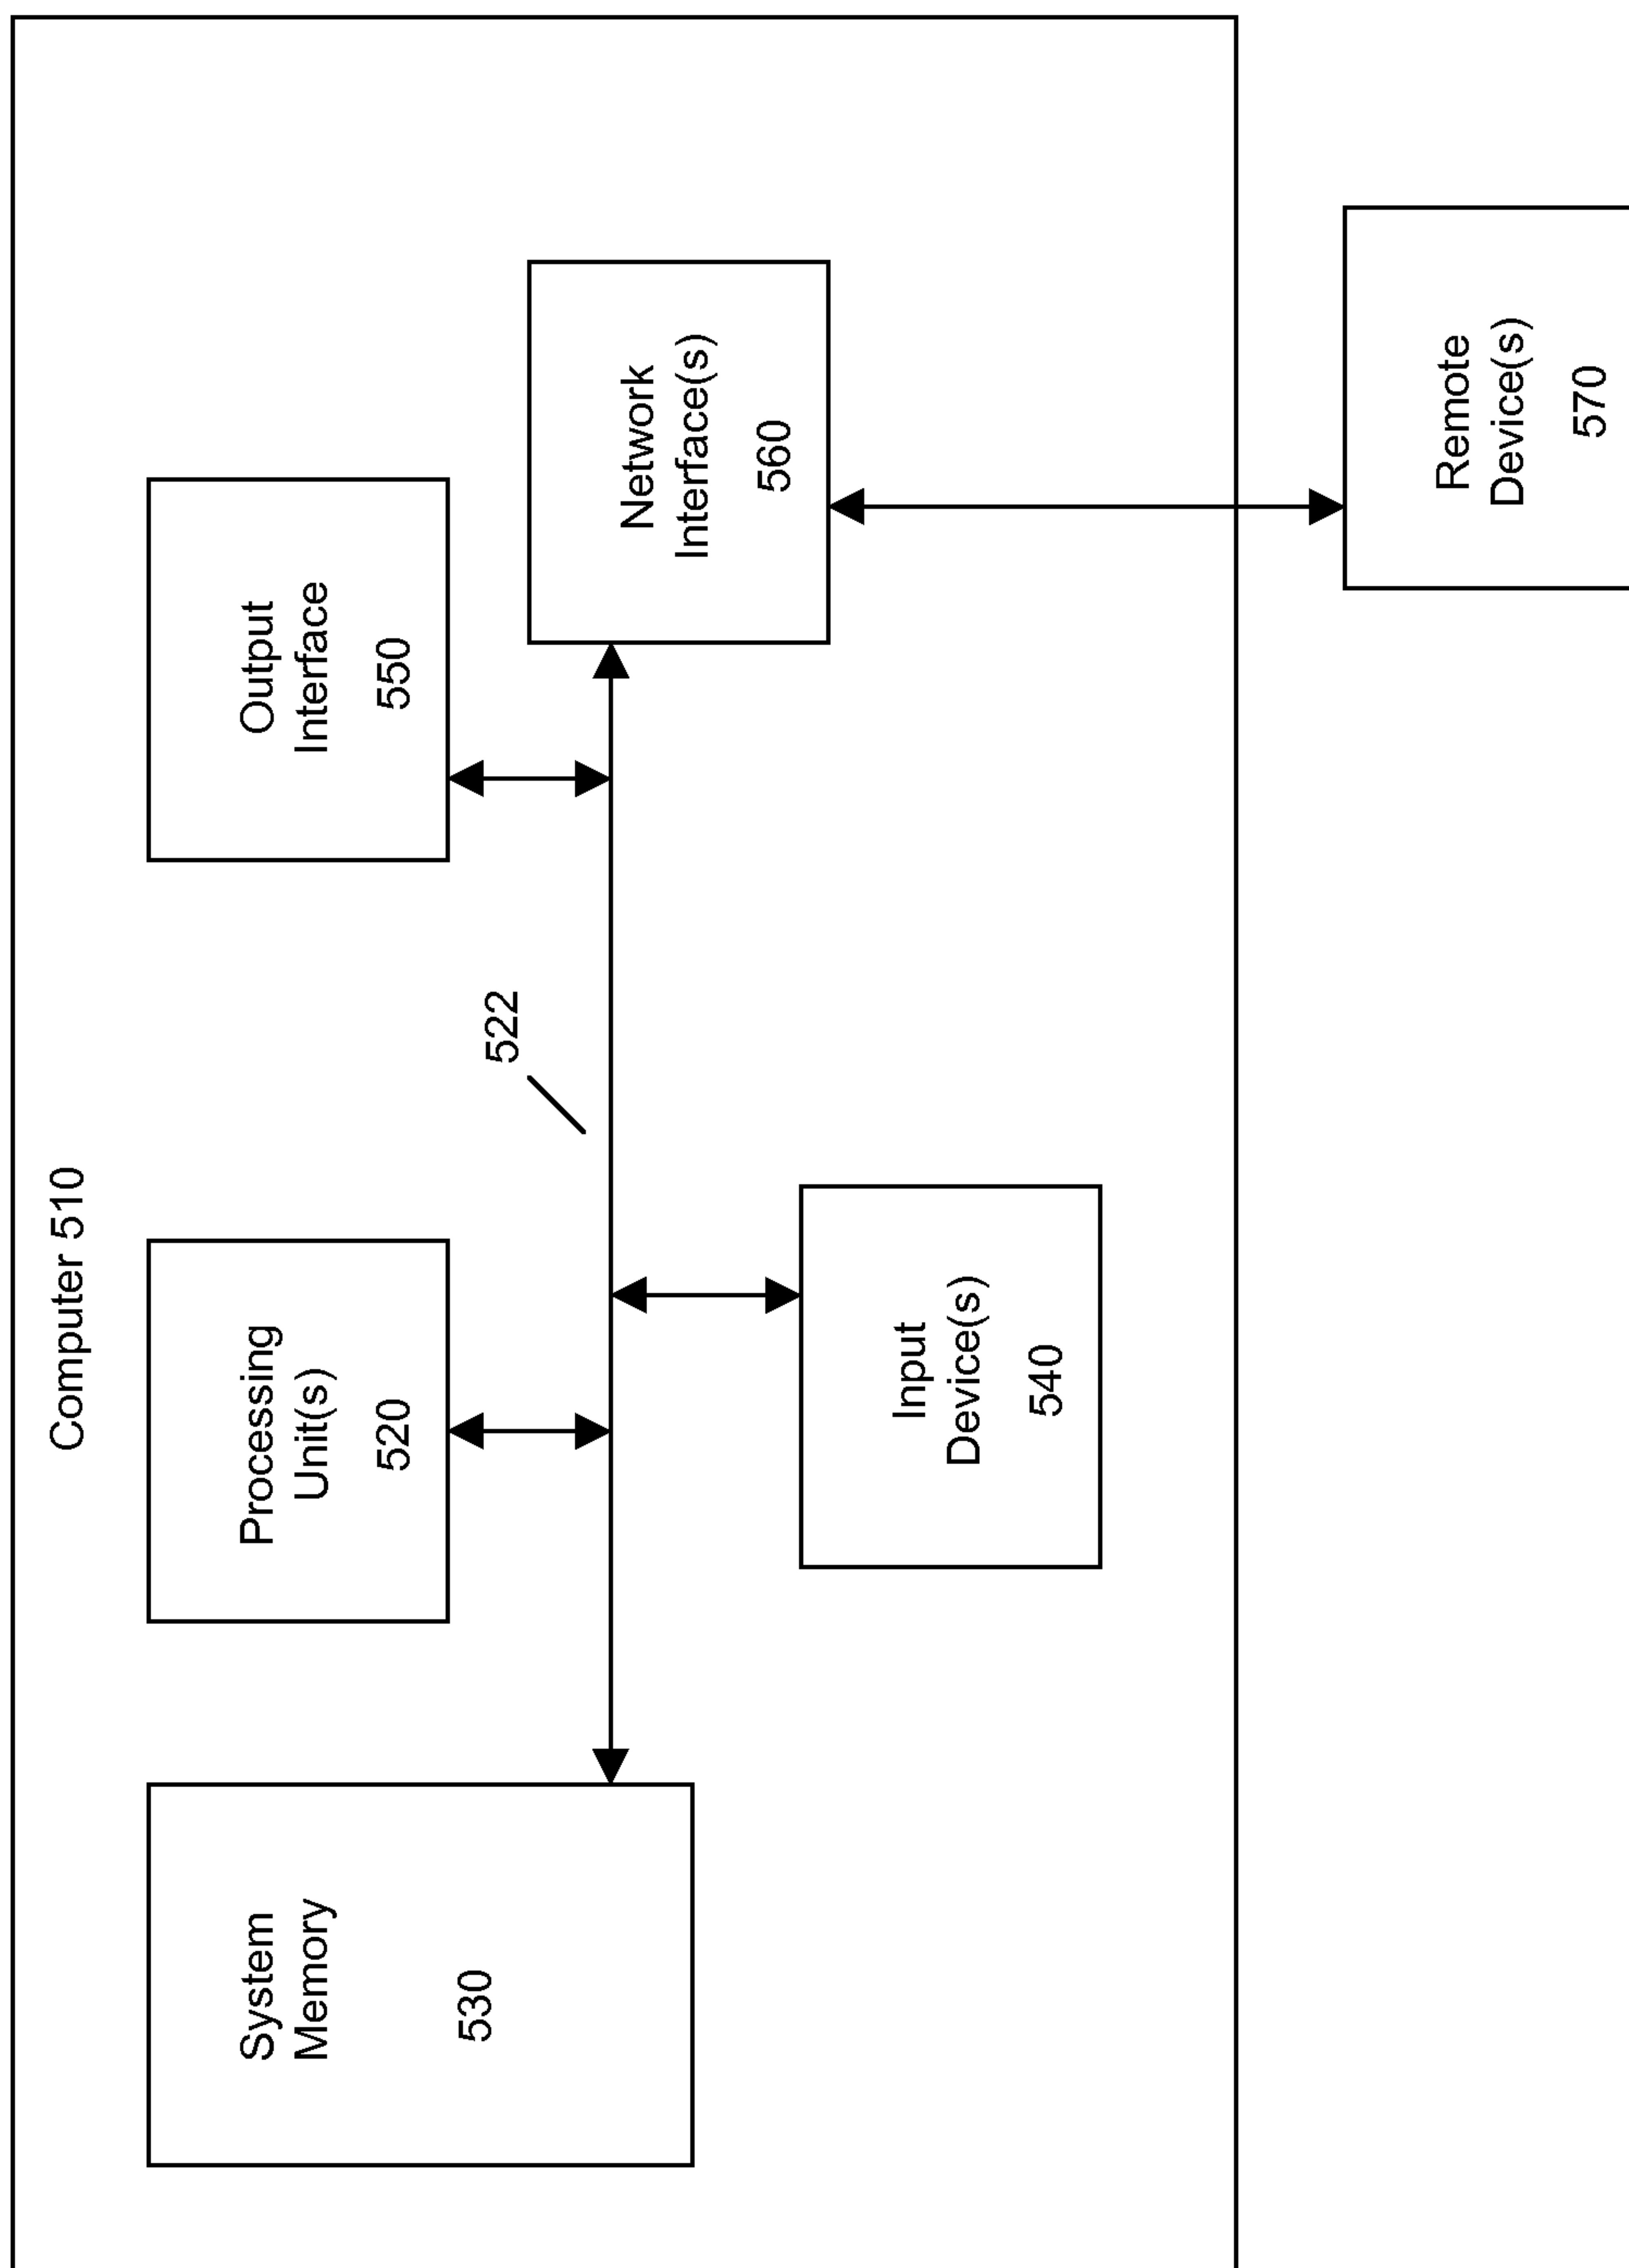 Computer 510
System
Memory
530
Processing
Unit(s)
520
Output
Interface
550
522
Network
Interface(s)
560
Input
Device(s)
540
Remote
Device(s)
570